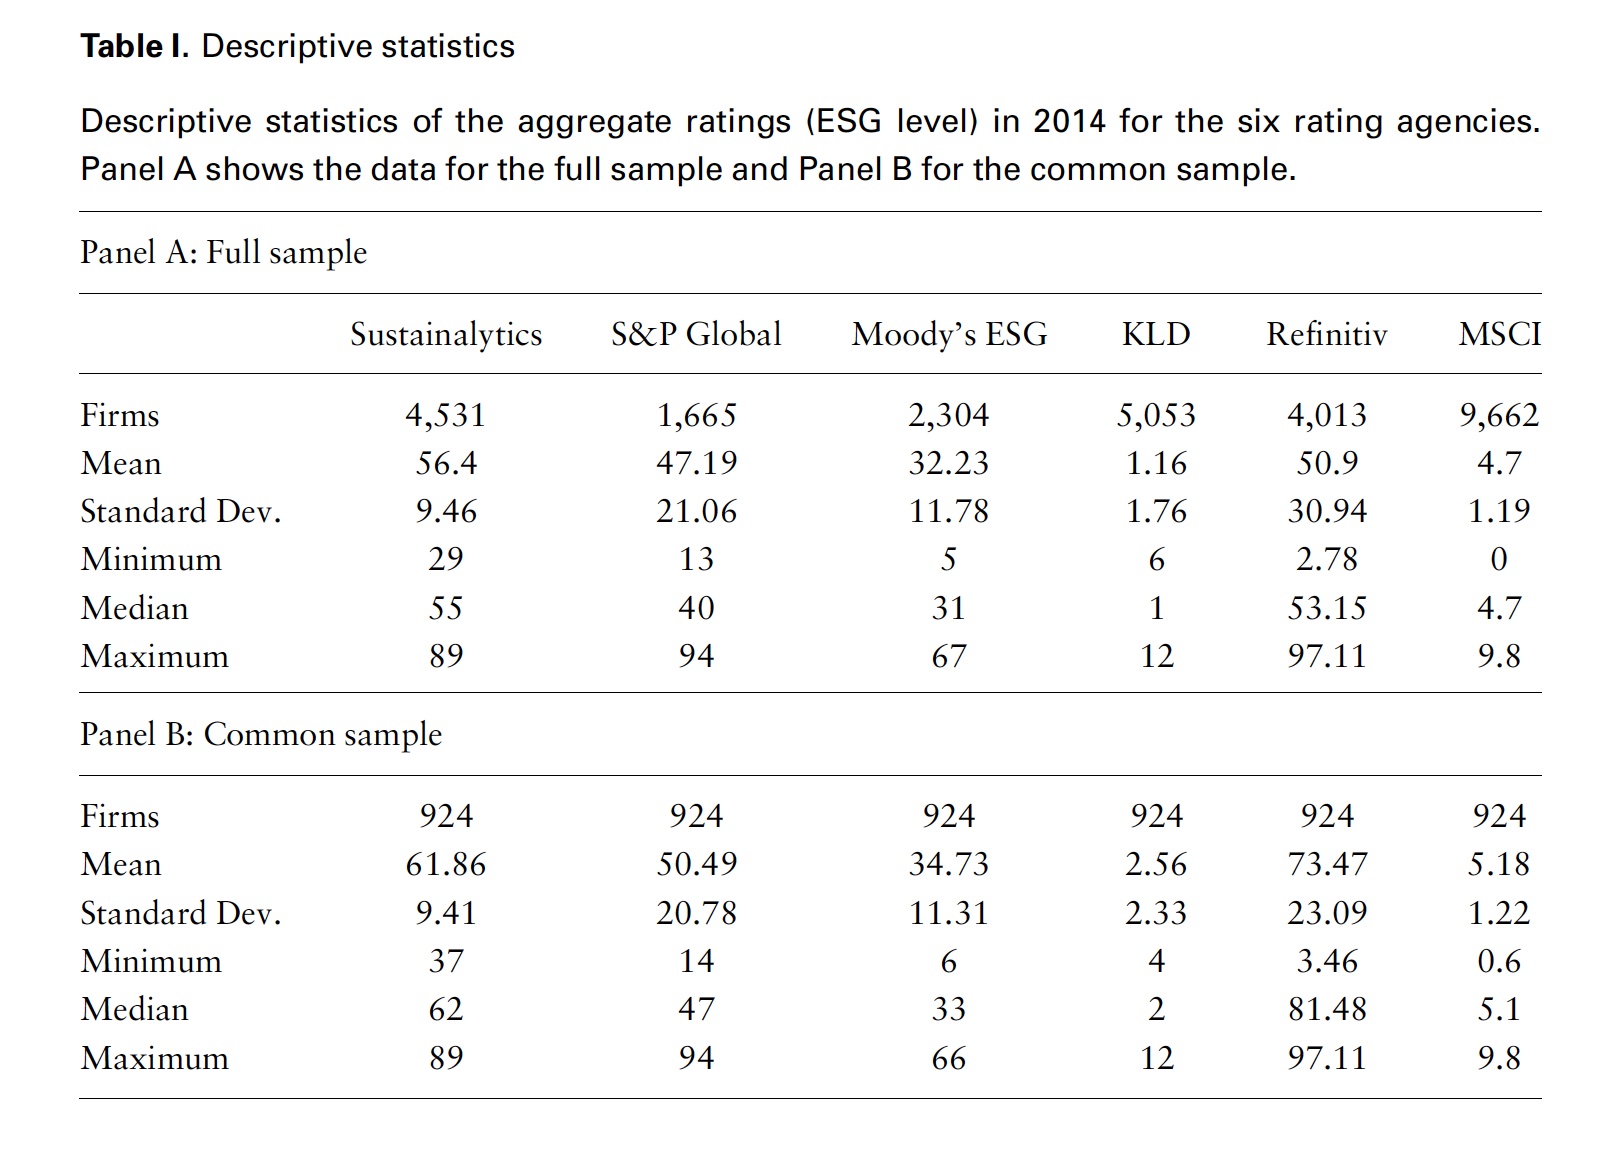 Table I. Descriptive statistics
Descriptive statistics of the aggregate ratings (ESG level) in 2014 for the six rating agencies.
Panel A shows the data for the full sample and Panel B for the common sample.
Panel A: Full sample
Sustainalytics S&P Global Moody's ESG KLD Refinitiv MSCI
Firms 4,531 1,665 2,304 5,053 4,013 9,662
Mean 56.4 47.19 32.23 1.16 50.9 4.7
Standard Dev. 9.46 21.06 11.78 1.76 30.94 1.19
Minimum 29 13 5 6 2.78 0
Median 55 40 31 1 53.15 4.7
Maximum 89 94 67 12 97.11 9.8
Panel B: Common sample
Firms 924 924 924 924 924 924
Mean 61.86 50.49 34.73 2.56 73.47 5.18
Standard Dev. 9.41 20.78 11.31 2.33 23.09 1.22
Minimum 37 14 6 4 3.46 0.6
Median 62 47 33 2 81.48 5.1
Maximum 89 94 66 12 97.11 9.8